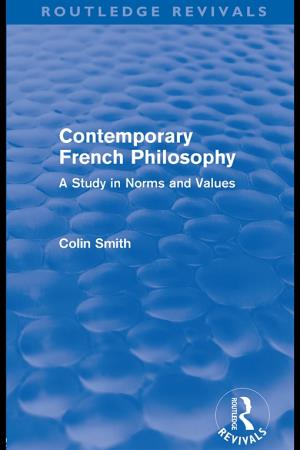 ROUTLEDGE REVIVALS
Contemporary
French Philosophy
A Study in Norms and Values
Colin Smith
ROUTLEDGE
REVIVALS